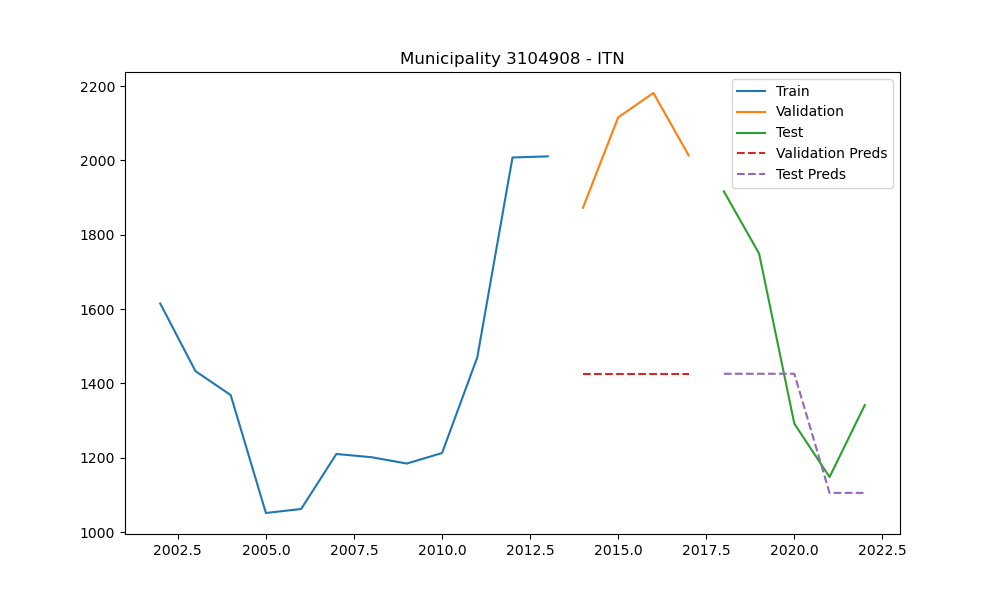 Municipality 3104908 - ITN
2200
2000
1800
1600
1400
1200
1000
Train
Validation
Test
Validation Preds
Test Preds
2002.5 2005.0 2007.5 2010.0 2012.5 2015.0 2017.5 2020.0 2022.5